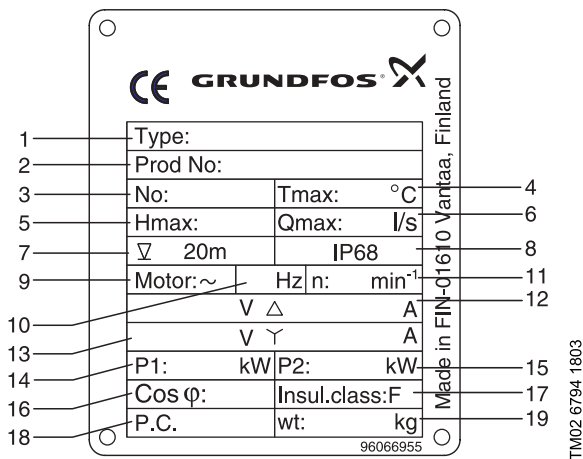 CE GRUNDFOS
1 Type:
2 Prod No:
3 No: Tmax: °C 4
5 Hmax: Qmax: l/s 6
7 20m IP68 8
9 Motor:~ Hz n: min⁻¹ 11
10 V △ A 12
13 V Y A
14 P1: kW P2: kW 15
16 Cos φ: Insul.class:F 17
18 P.C. wt: kg 19
96066955
Made in FIN-01610 Vantaa, Finland
TM02 6794 1803